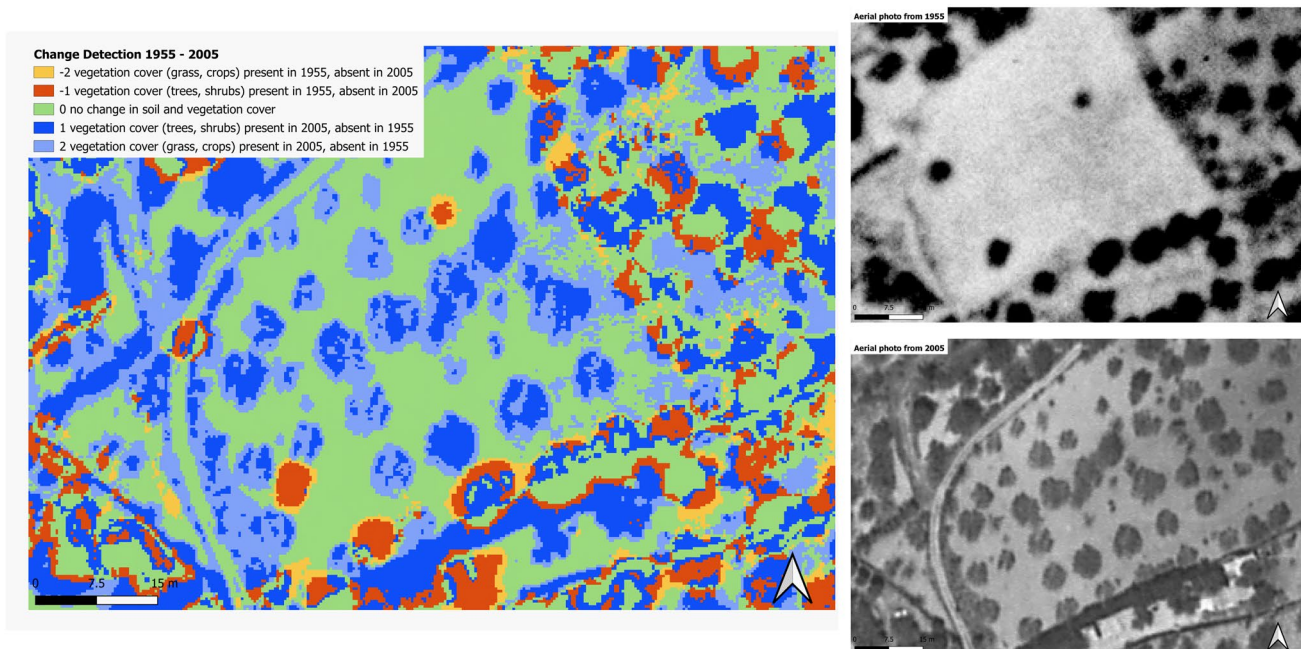 Change Detection 1955 - 2005
-2 vegetation cover (grass, crops) present in 1955, absent in 2005
-1 vegetation cover (trees, shrubs) present in 1955, absent in 2005
0 no change in soil and vegetation cover
1 vegetation cover (trees, shrubs) present in 2005, absent in 1955
2 vegetation cover (grass, crops) present in 2005, absent in 1955
0 7.5 15 m
Aerial photo from 1955
0 7.5 15 m
Aerial photo from 2005
0 7.5 15 m